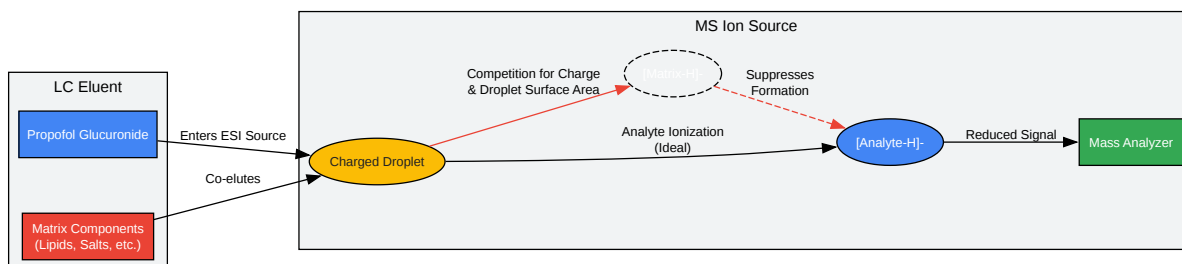 MS Ion Source
LC Eluent
Propofol Glucuronide
Matrix Components
(Lipids, Salts, etc.)
Enters ESI Source
Co-elutes
Charged Droplet
Competition for Charge
& Droplet Surface Area
[Matrix-H]-
Suppresses
Formation
Analyte Ionization
(Ideal)
[Analyte-H]-
Reduced Signal
Mass Analyzer